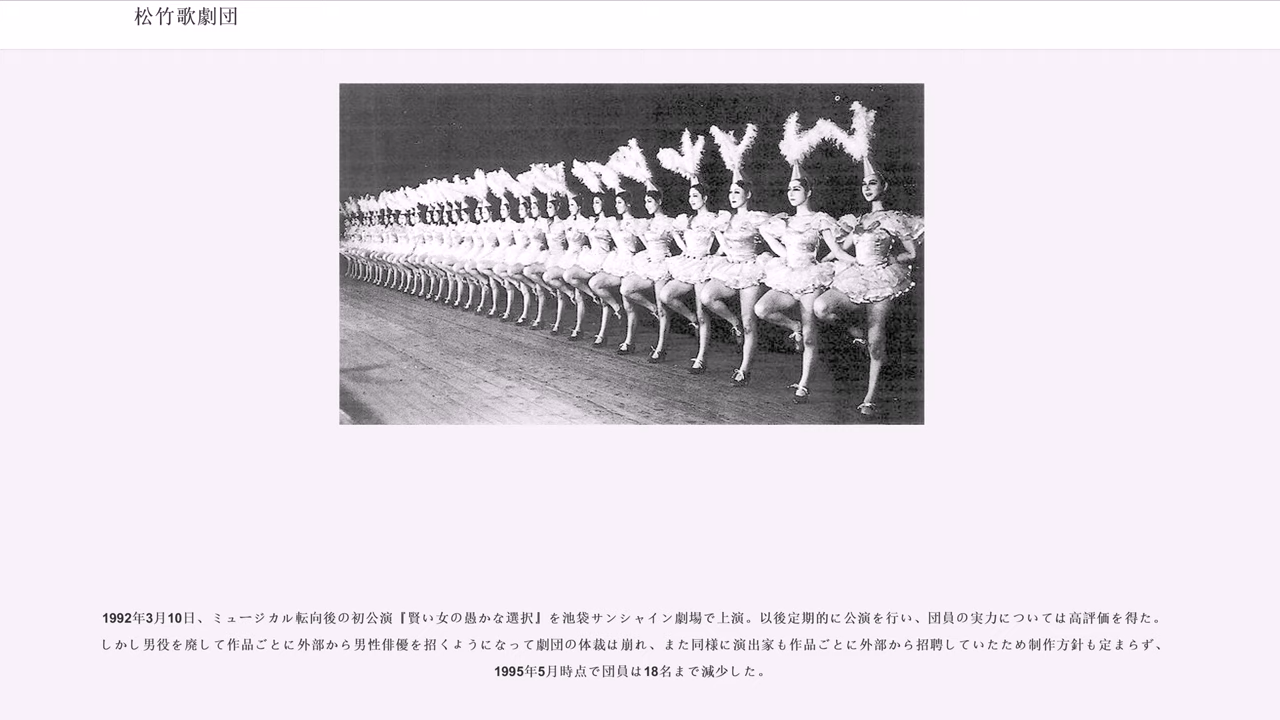 松竹歌劇団
1992年3月10日、ミュージカル転向後の初公演『賢い女の愚かな選択』を池袋サンシャイン劇場で上演。以後定期的に公演を行い、団員の実力については高評価を得た。
しかし男役を廃して作品ごとに外部から男性俳優を招くようになって劇団の体裁は崩れ、また同様に演出家も作品ごとに外部から招聘していたため制作方針も定まらず、
1995年5月時点で団員は18名まで減少した。